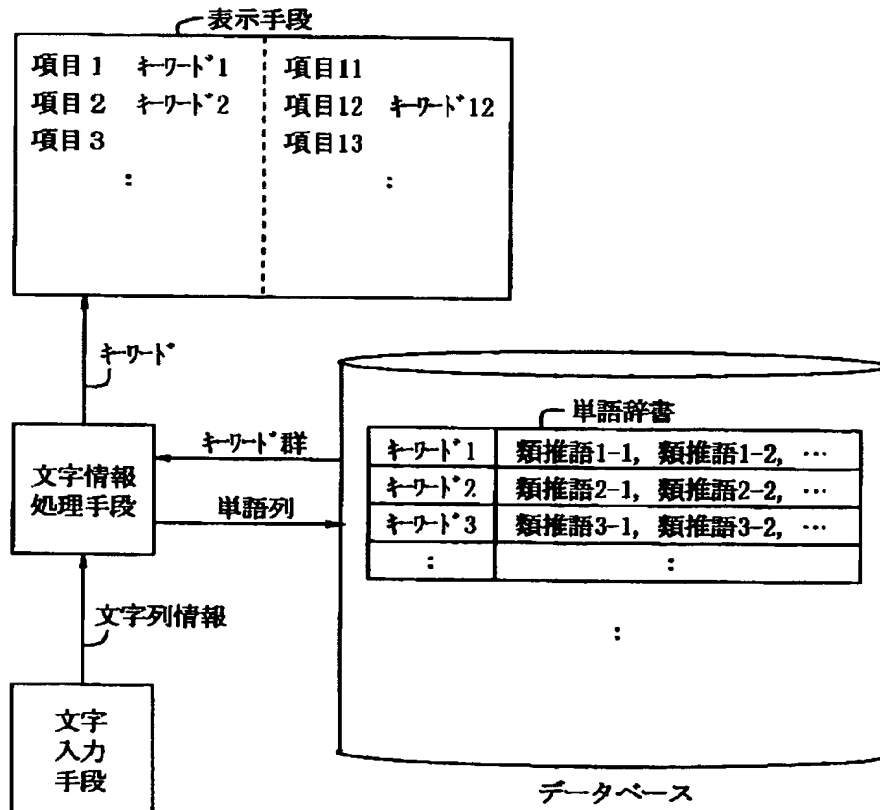 表示手段
項目1 キーワード1 項目11
項目2 キーワード2 項目12 キーワード12
項目3 項目13
: :
キーワード
単語辞書
文字情報
処理手段
キーワード群
単語列
キーワード1 類推語1-1, 類推語1-2, …
キーワード2 類推語2-1, 類推語2-2, …
キーワード3 類推語3-1, 類推語3-2, …
: :
文字列情報
:
文字
入力
手段
データベース